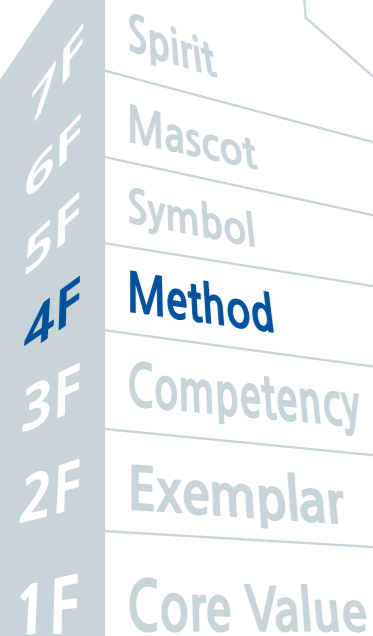 7F Spirit
6F Mascot
5F Symbol
4F Method
3F Competency
2F Exemplar
1F Core Value